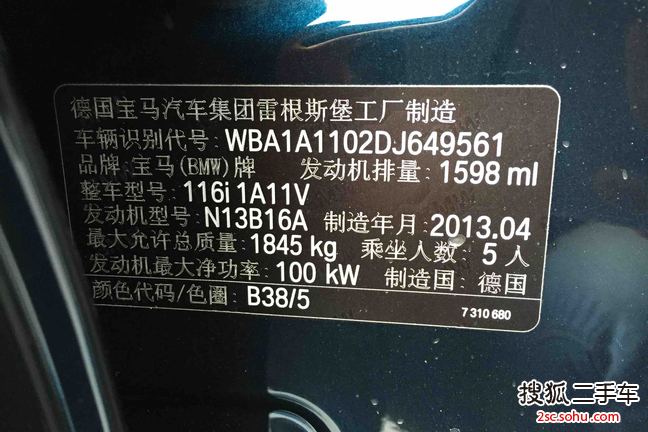 德国宝马汽车集团雷根斯堡工厂制造
车辆识别代号: WBA1A1102DJ649561
品牌: 宝马(BMW)牌 发动机排量: 1598 ml
整车型号: 116i 1A11V
发动机型号: N13B16A 制造年月: 2013.04
最大允许总质量: 1845 kg 乘坐人数: 5 人
发动机最大净功率: 100 kW 制造国: 德国
颜色代码/色圈: B38/5
7 310 680
搜狐二手车
2sc.sohu.com